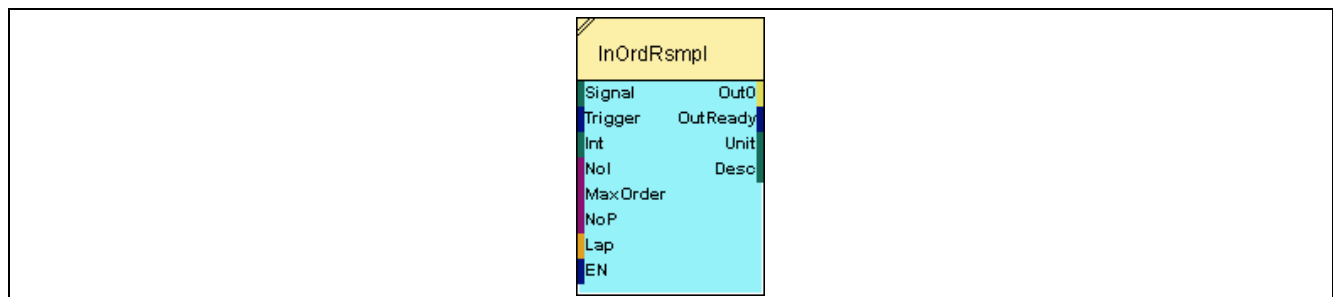 InOrdRsmpl
Signal Out0
Trigger OutReady
Int Unit
NoI Desc
MaxOrder
NoP
Lap
EN